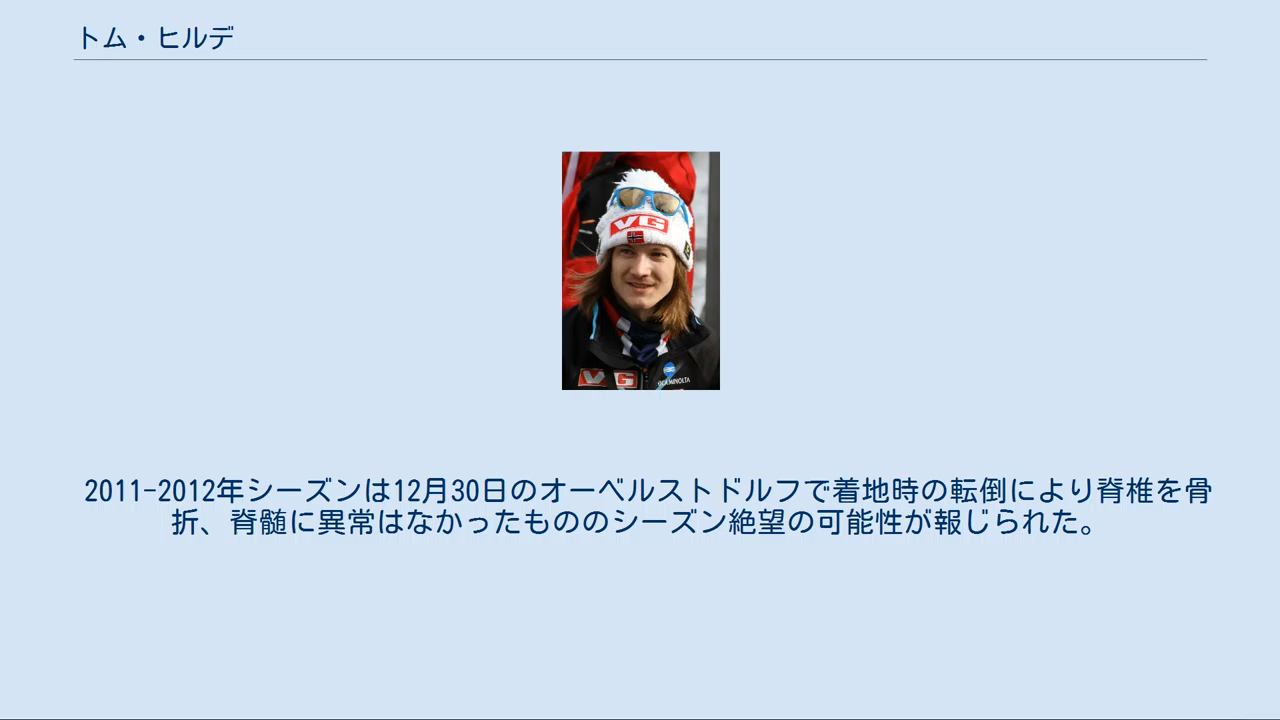 トム・ヒルデ
VG
VG
KONICA MINOLTA
2011-2012年シーズンは12月30日のオーベルストドルフで着地時の転倒により脊椎を骨
折、脊髄に異常はなかったもののシーズン絶望の可能性が報じられた。